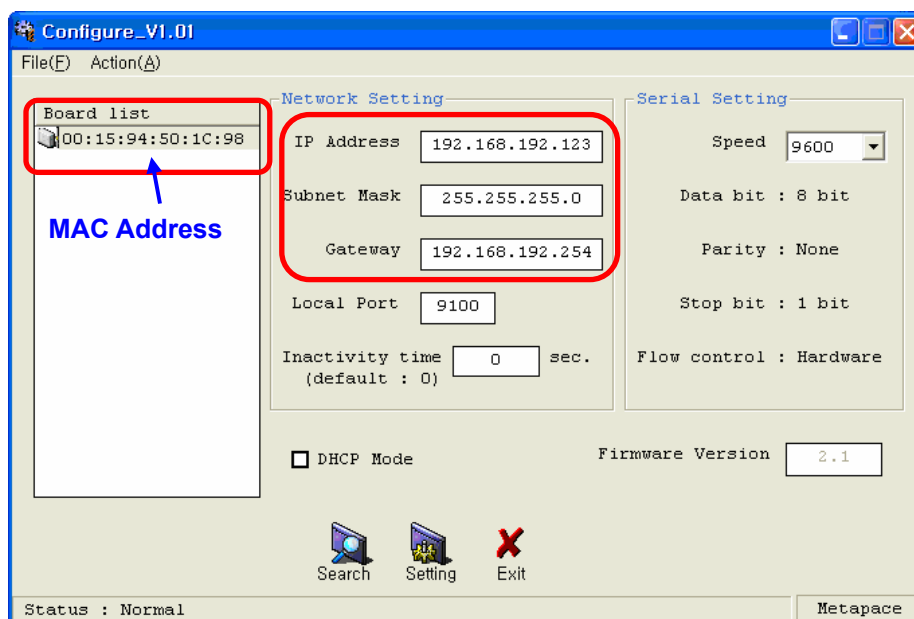 Configure_V1.01
File(F) Action(A)
Board list
00:15:94:50:1C:98
MAC Address
Network Setting
IP Address 192.168.192.123
Subnet Mask 255.255.255.0
Gateway 192.168.192.254
Local Port 9100
Inactivity time 0 sec.
(default : 0)
Serial Setting
Speed 9600
Data bit : 8 bit
Parity : None
Stop bit : 1 bit
Flow control : Hardware
DHCP Mode
Firmware Version 2.1
Search Setting Exit
Status : Normal
Metapace